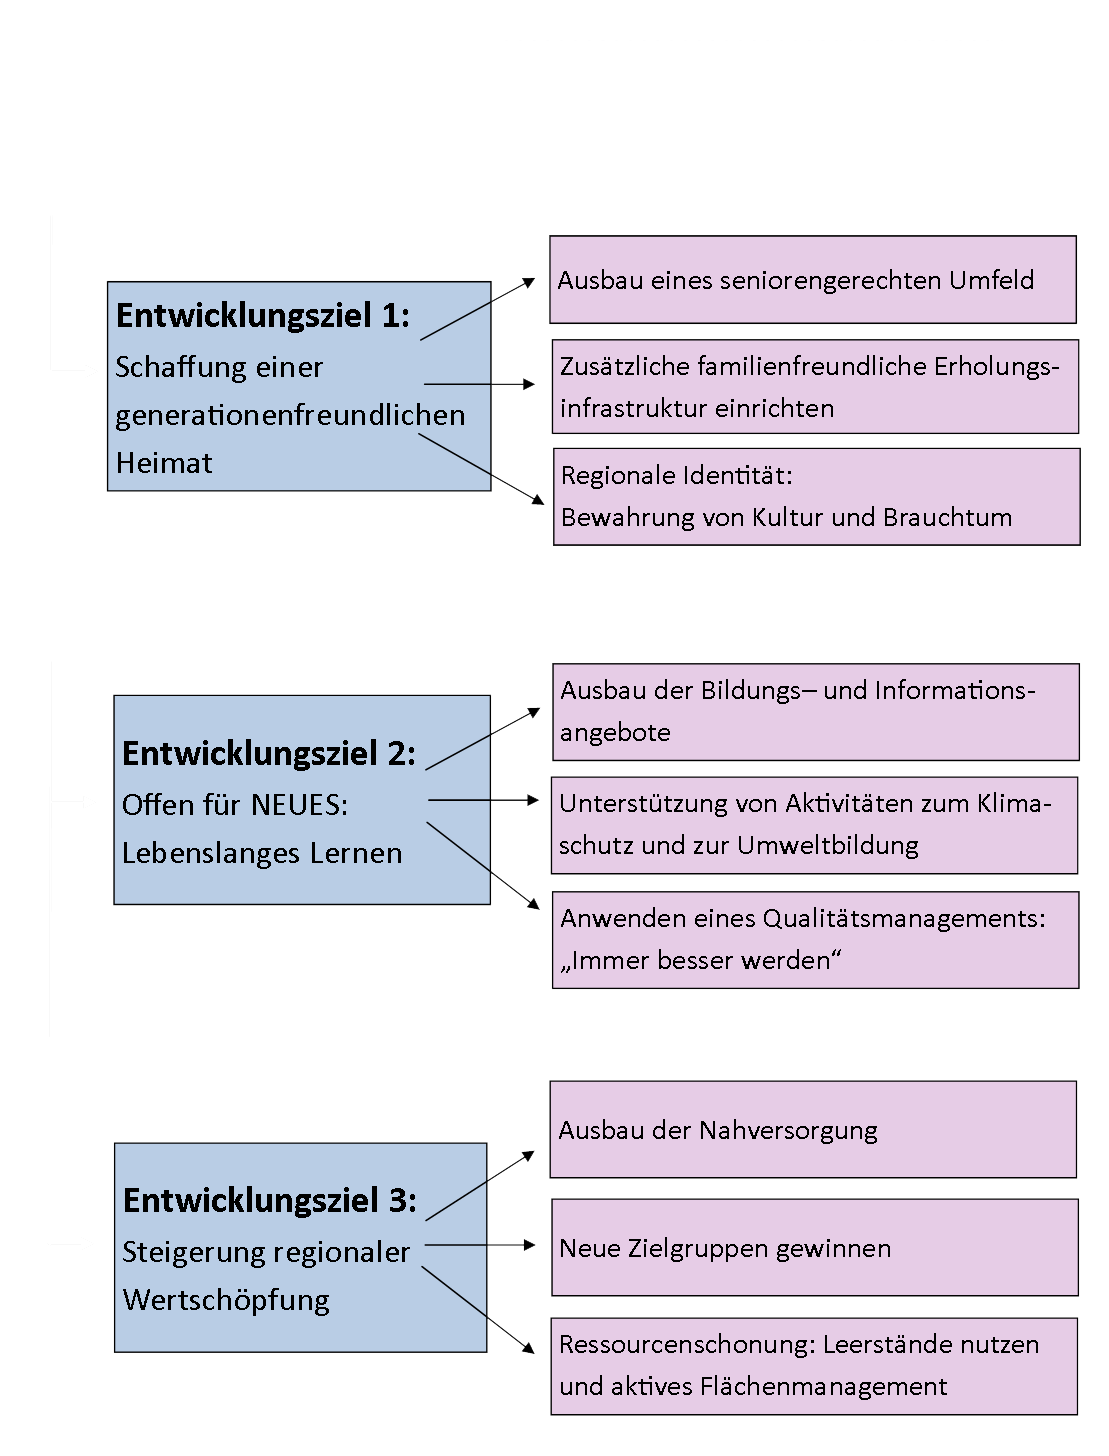 Entwicklungsziel 1:
Schaffung einer
generationenfreundlichen
Heimat
Ausbau eines seniorengerechten Umfeld
Zusätzliche familienfreundliche Erholungs-
infrastruktur einrichten
Regionale Identität:
Bewahrung von Kultur und Brauchtum
Entwicklungsziel 2:
Offen für NEUES:
Lebenslanges Lernen
Ausbau der Bildungs– und Informations-
angebote
Unterstützung von Aktivitäten zum Klima-
schutz und zur Umweltbildung
Anwenden eines Qualitätsmanagements:
„Immer besser werden“
Entwicklungsziel 3:
Steigerung regionaler
Wertschöpfung
Ausbau der Nahversorgung
Neue Zielgruppen gewinnen
Ressourcenschonung: Leerstände nutzen
und aktives Flächenmanagement